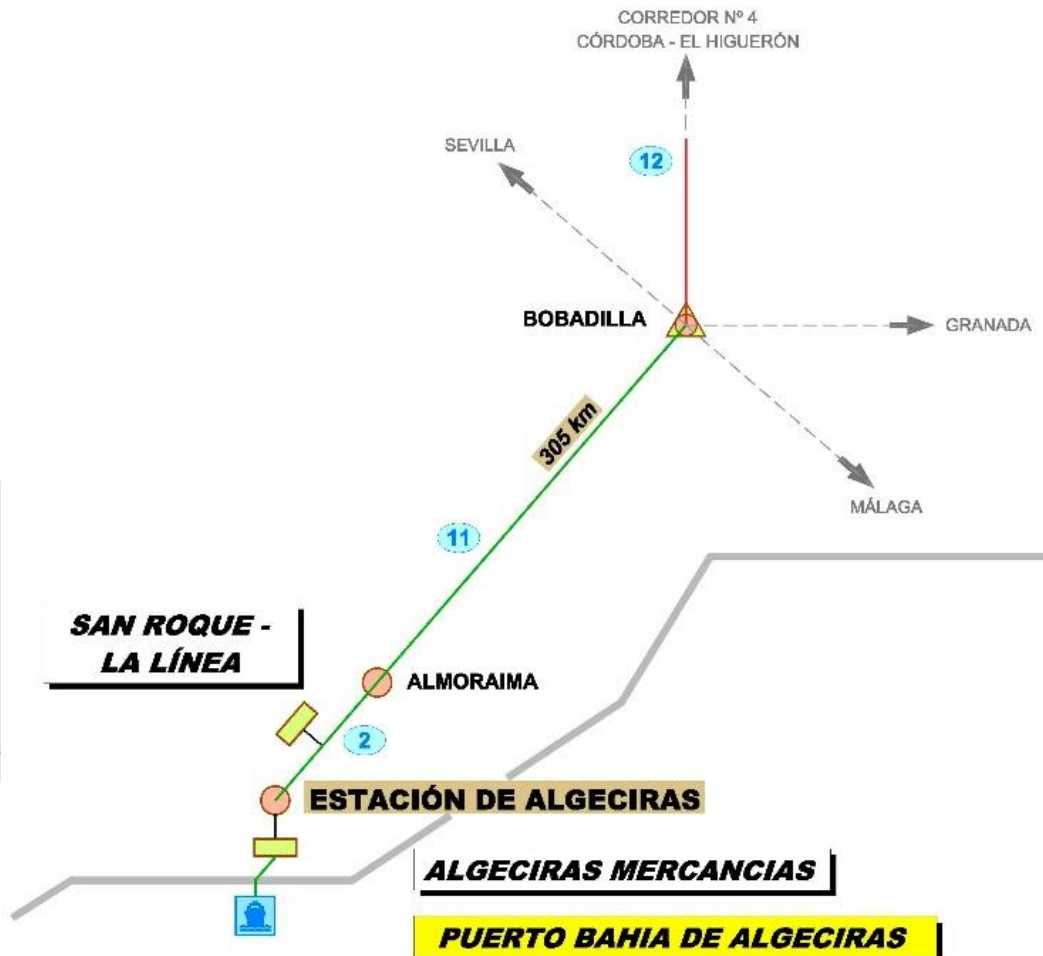 CORREDOR Nº 4
CÓRDOBA - EL HIGUERÓN
SEVILLA
12
BOBADILLA
GRANADA
305 km
MÁLAGA
11
SAN ROQUE -
LA LÍNEA
ALMORAIMA
2
ESTACIÓN DE ALGECIRAS
ALGECIRAS MERCANCIAS
PUERTO BAHIA DE ALGECIRAS